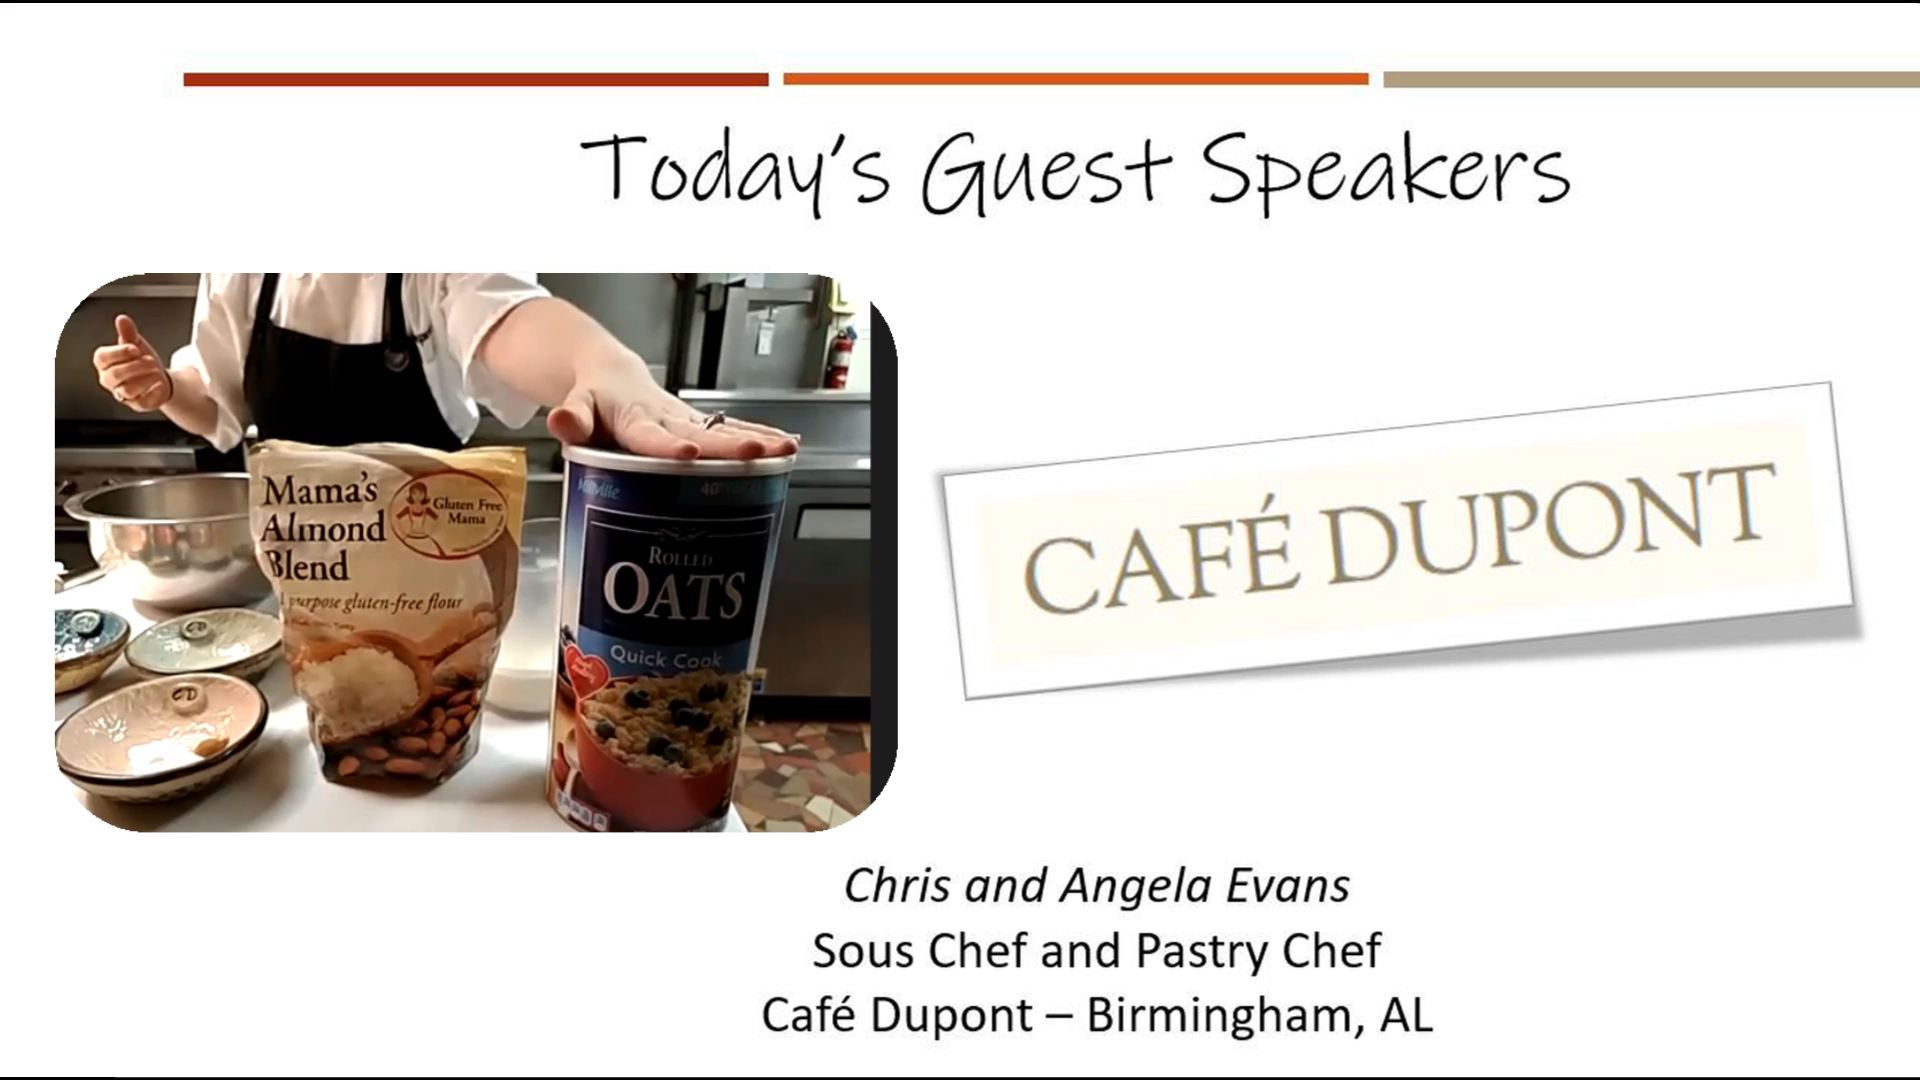 Today's Guest Speakers
Mama's
Almond
Blend
Gluten Free
Mama
purpose gluten-free flour
Millville
ROLLED
OATS
Quick Cook
CAFÉ DUPONT
Chris and Angela Evans
Sous Chef and Pastry Chef
Café Dupont – Birmingham, AL